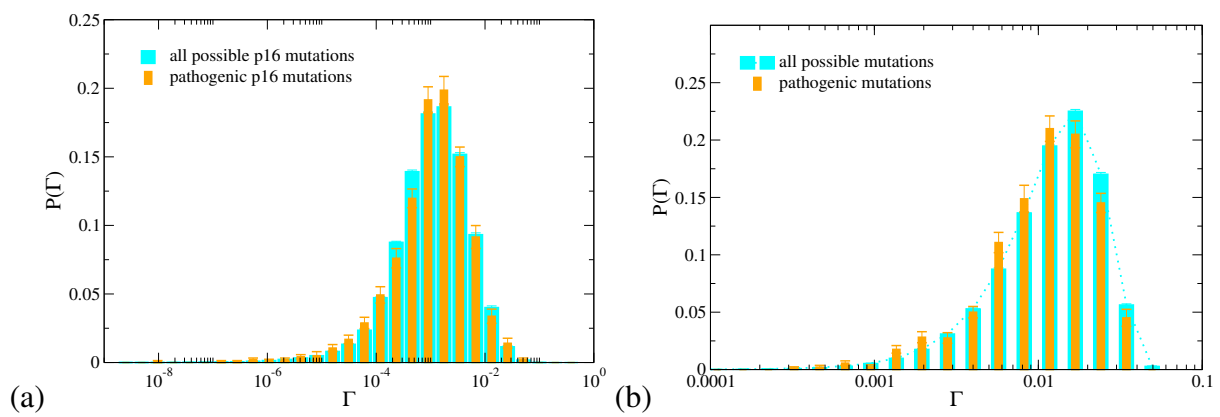 0.25
all possible p16 mutations
pathogenic p16 mutations
0.2
0.15
P(Γ)
0.1
0.05
0
10⁻⁸
10⁻⁶
10⁻⁴
10⁻²
10⁰
(a)
Γ
all possible mutations
pathogenic mutations
0.25
0.2
0.15
P(Γ)
0.1
0.05
0
0.0001
0.001
0.01
0.1
(b)
Γ